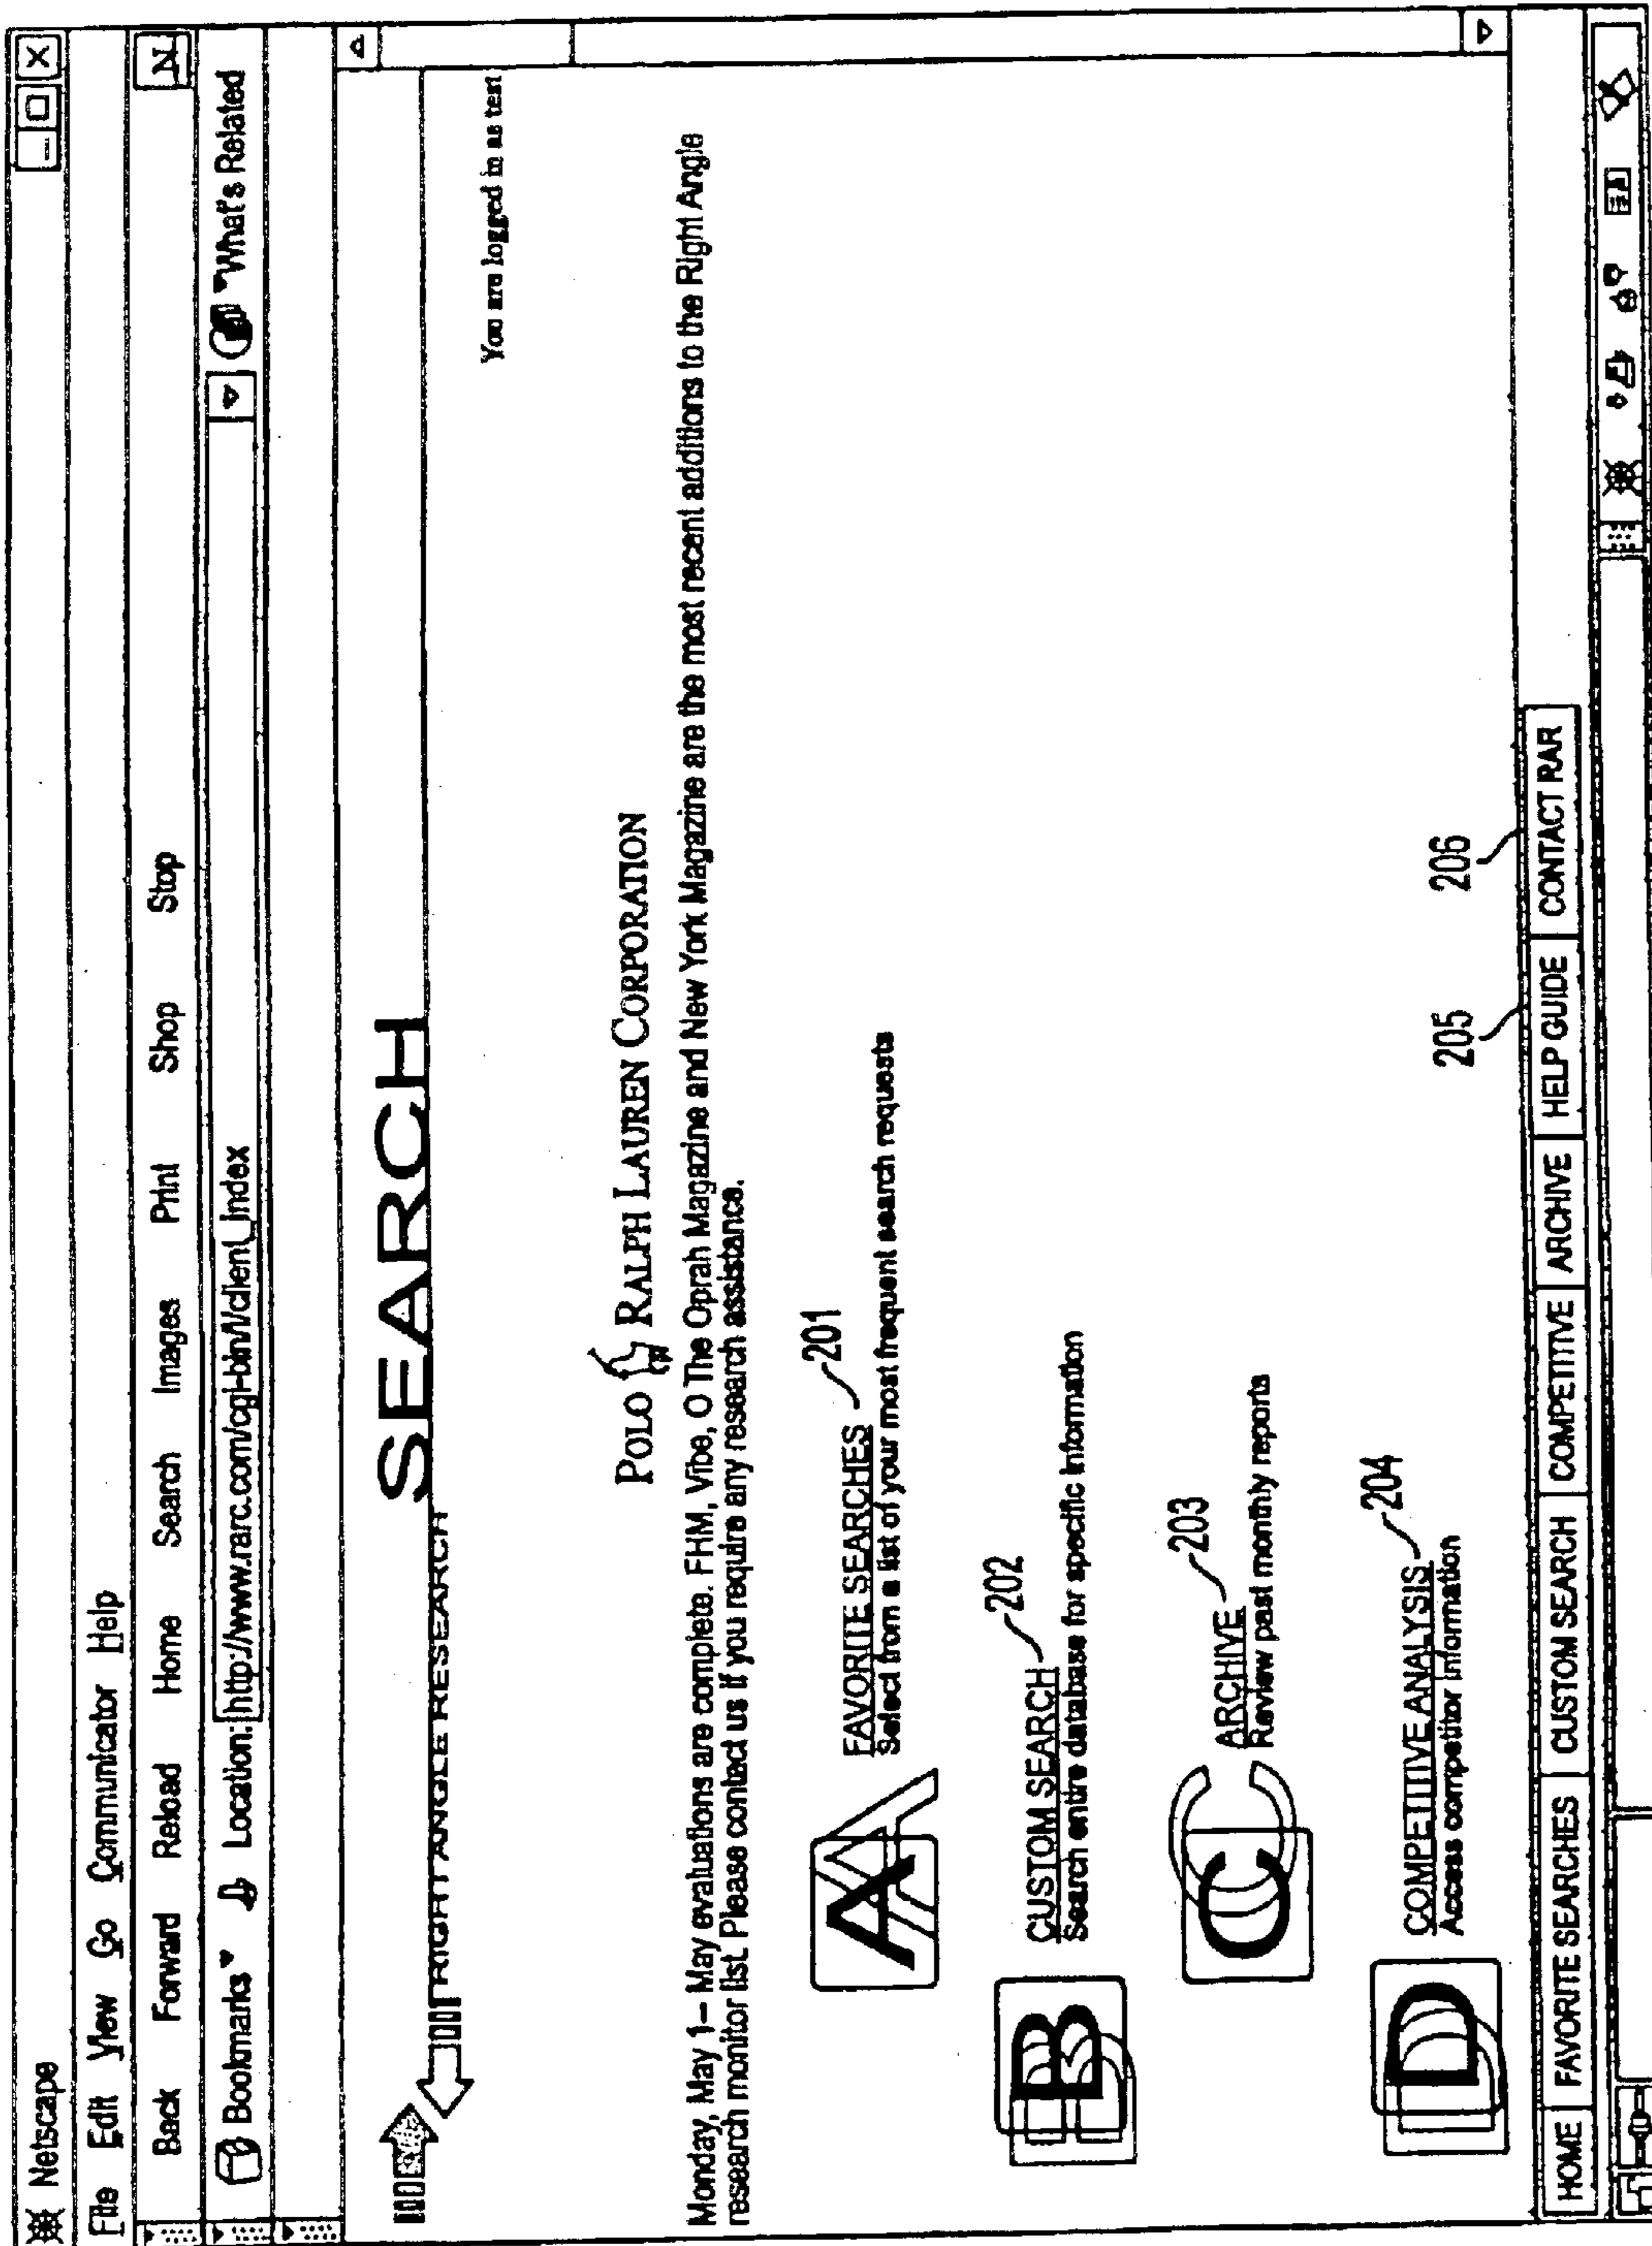 Netscape
File Edit View Go Communicator Help
Back Forward Reload Home Search Images Print Shop Stop
N
Bookmarks Location: http://www.rarc.com/cgi-bin/l/client_index "What's Related
RIGHT ANGLE RESEARCH SEARCH
You are logged in as test
POLO RALPH LAUREN CORPORATION
Monday, May 1– May evaluations are complete. FHM, Vibe, O The Oprah Magazine and New York Magazine are the most recent additions to the Right Angle
research monitor list. Please contact us if you require any research assistance.
A FAVORITE SEARCHES 201
Select from a list of your most frequent search requests
B CUSTOM SEARCH 202
Search entire database for specific information
C ARCHIVE 203
Review past monthly reports
D COMPETITIVE ANALYSIS 204
Access competitor information
205 206
HOME FAVORITE SEARCHES CUSTOM SEARCH COMPETITIVE ARCHIVE HELP GUIDE CONTACT RAR